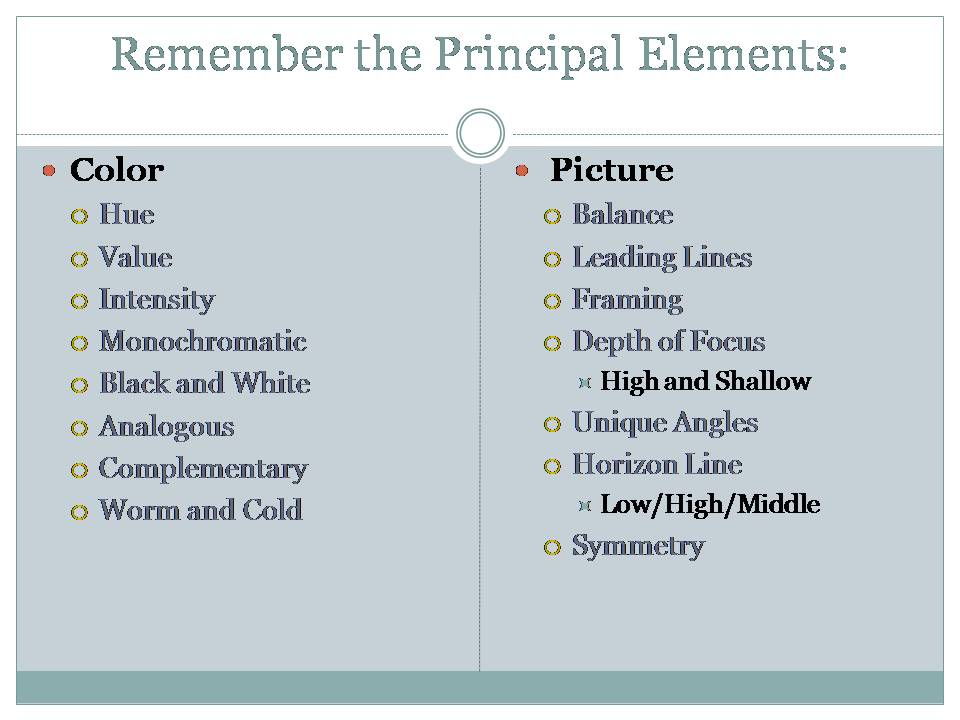 Remember the Principal Elements:
Color
Hue
Value
Intensity
Monochromatic
Black and White
Analogous
Complementary
Worm and Cold
Picture
Balance
Leading Lines
Framing
Depth of Focus
High and Shallow
Unique Angles
Horizon Line
Low/High/Middle
Symmetry